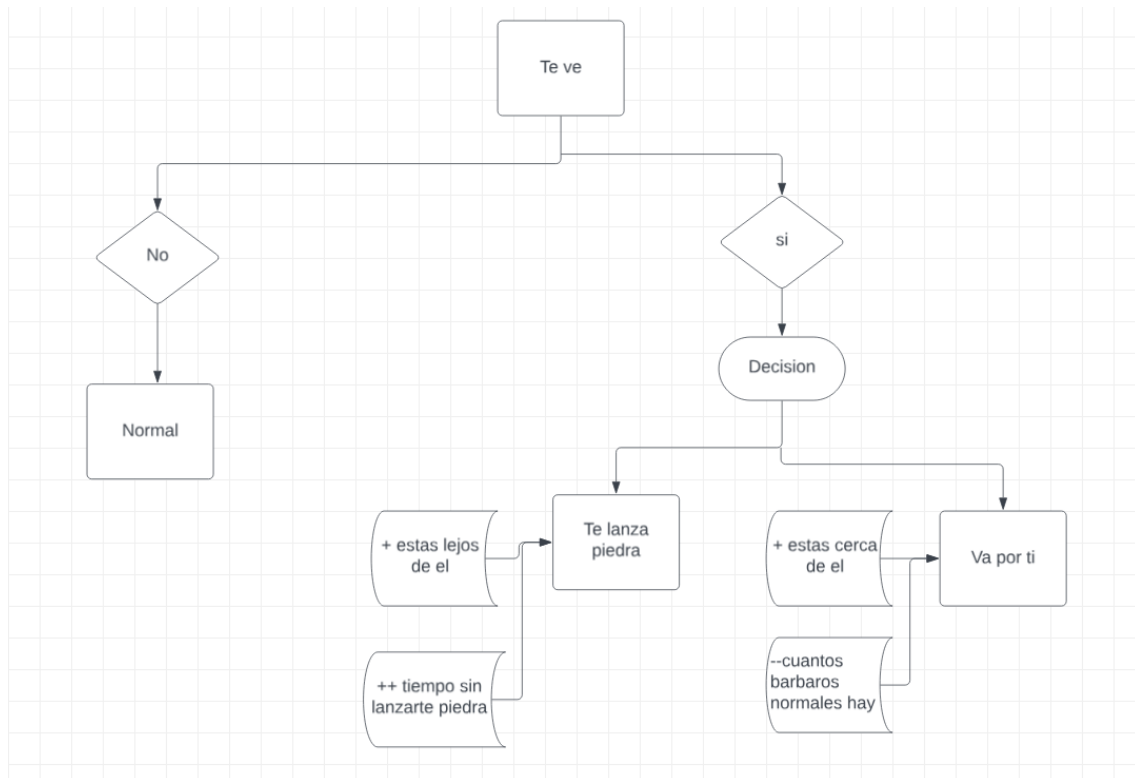 Te ve
No
si
Decision
Normal
Te lanza
piedra
+ estas lejos
de el
+ estas cerca
de el
Va por ti
++ tiempo sin
lanzarte piedra
--cuantos
barbaros
normales hay